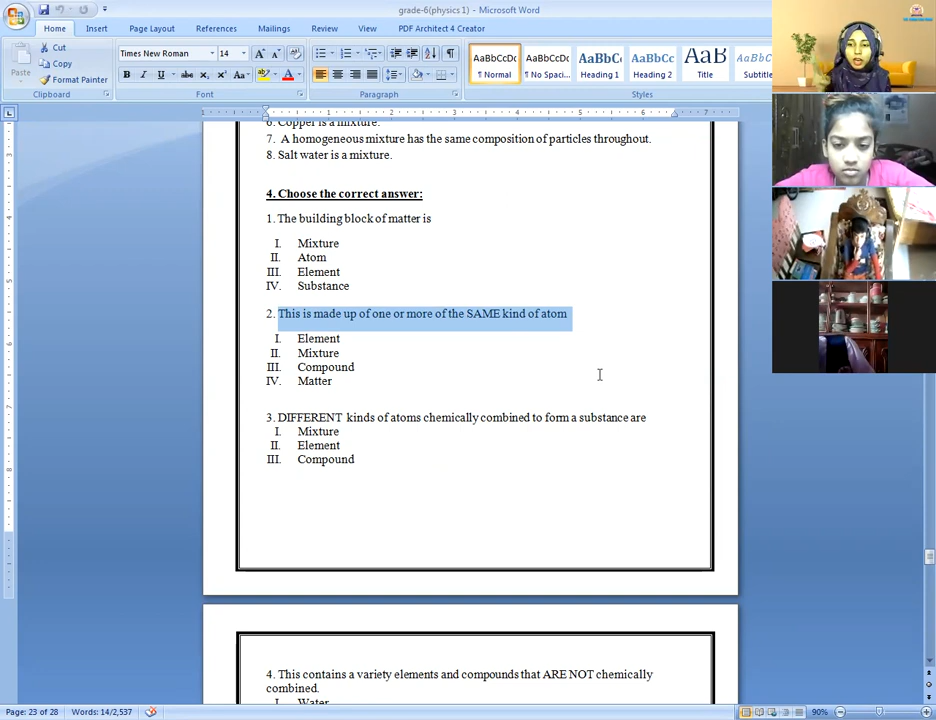 grade-6(physics 1) - Microsoft Word
Home Insert Page Layout References Mailings Review View PDF Architect 4 Creator
Cut
Copy
Format Painter
Paste
Clipboard
Times New Roman 14
Font
Paragraph
AaBbCcDc AaBbCcDc AaBbC AaBbCc AaB AaBbCc
¶ Normal ¶ No Spaci... Heading 1 Heading 2 Title Subtitle
Styles
6. Copper is a mixture.
7. A homogeneous mixture has the same composition of particles throughout.
8. Salt water is a mixture.
4. Choose the correct answer:
1. The building block of matter is
I. Mixture
II. Atom
III. Element
IV. Substance
2. This is made up of one or more of the SAME kind of atom
I. Element
II. Mixture
III. Compound
IV. Matter
3. DIFFERENT kinds of atoms chemically combined to form a substance are
I. Mixture
II. Element
III. Compound
4. This contains a variety elements and compounds that ARE NOT chemically
combined.
I. Water
Page: 23 of 28 Words: 14/2,537 90%